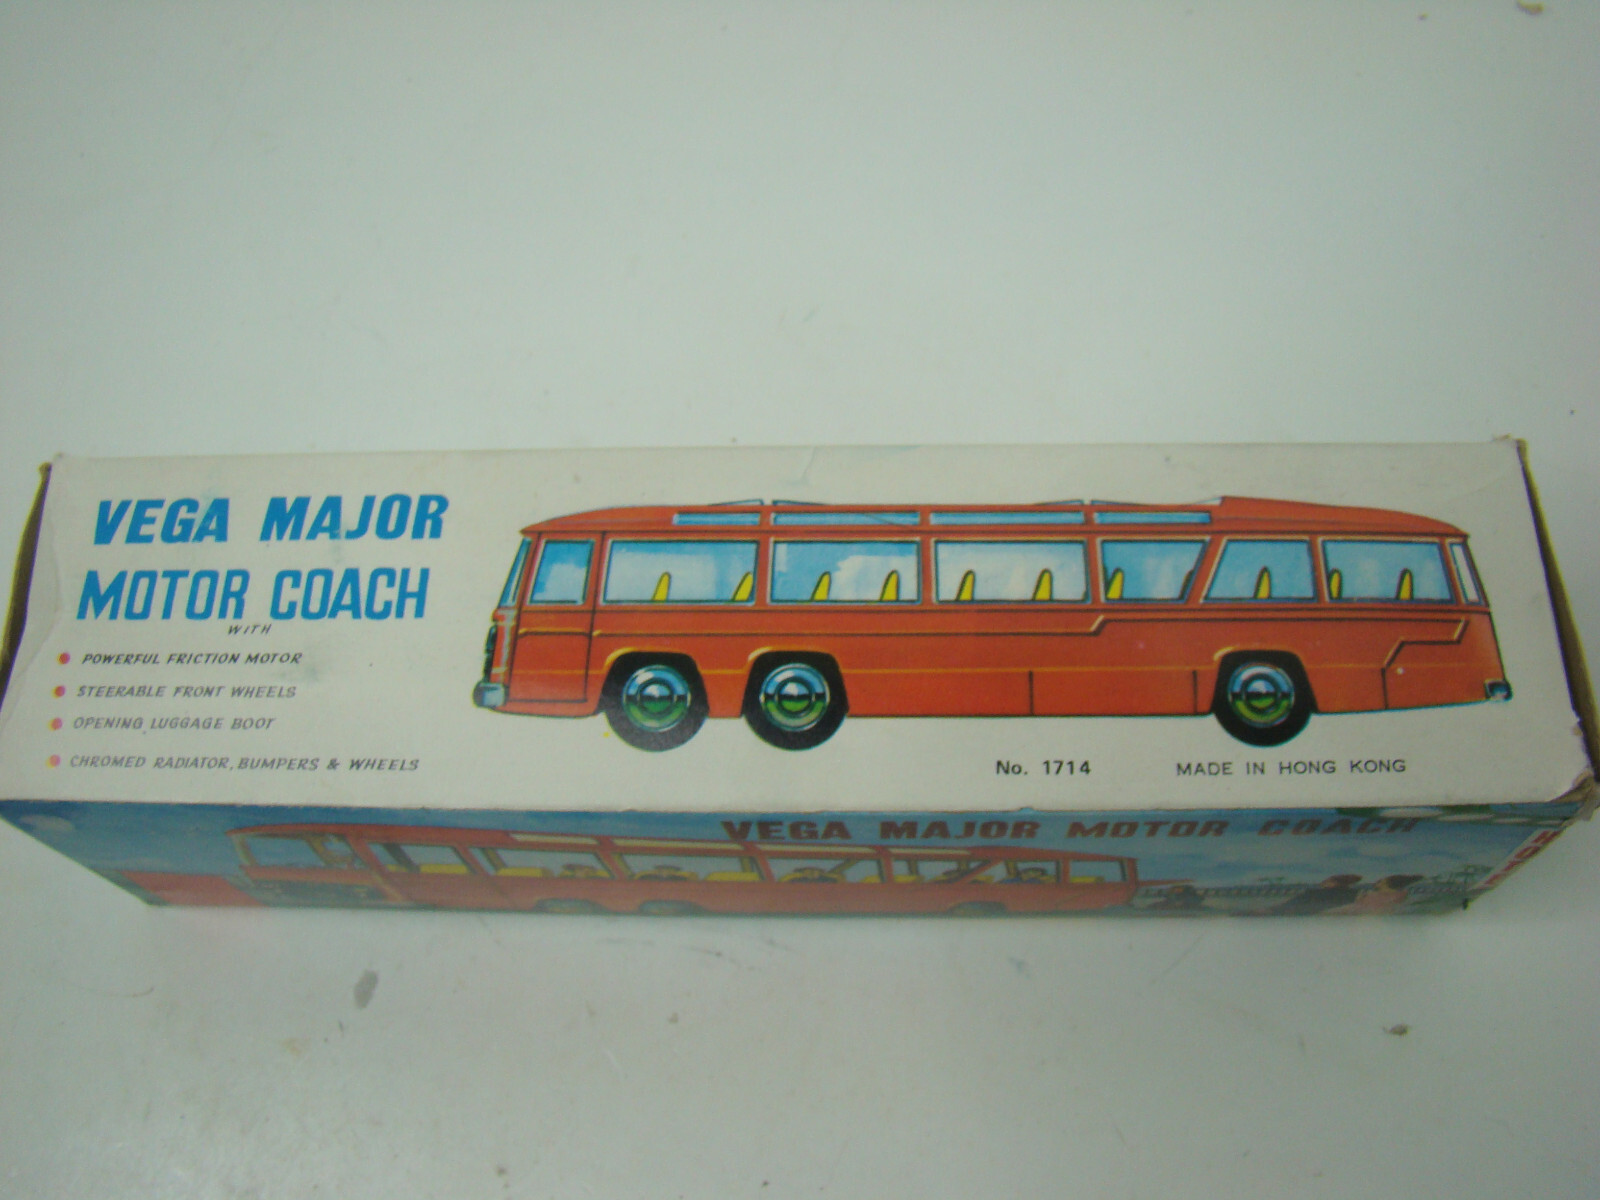 VEGA MAJOR
MOTOR COACH
WITH
POWERFUL FRICTION MOTOR
STEERABLE FRONT WHEELS
OPENING LUGGAGE BOOT
CHROMED RADIATOR, BUMPERS & WHEELS
No. 1714
MADE IN HONG KONG
VEGA MAJOR MOTOR COACH